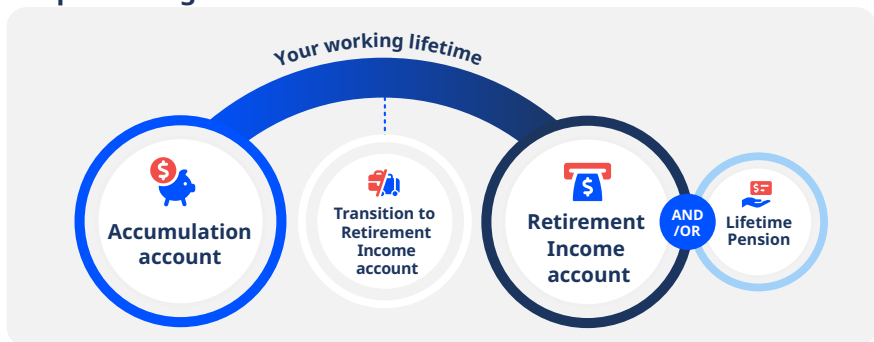 Your working lifetime
Accumulation
account
Transition to
Retirement
Income
account
Retirement
Income
account
AND
/OR
Lifetime
Pension
$
$
$